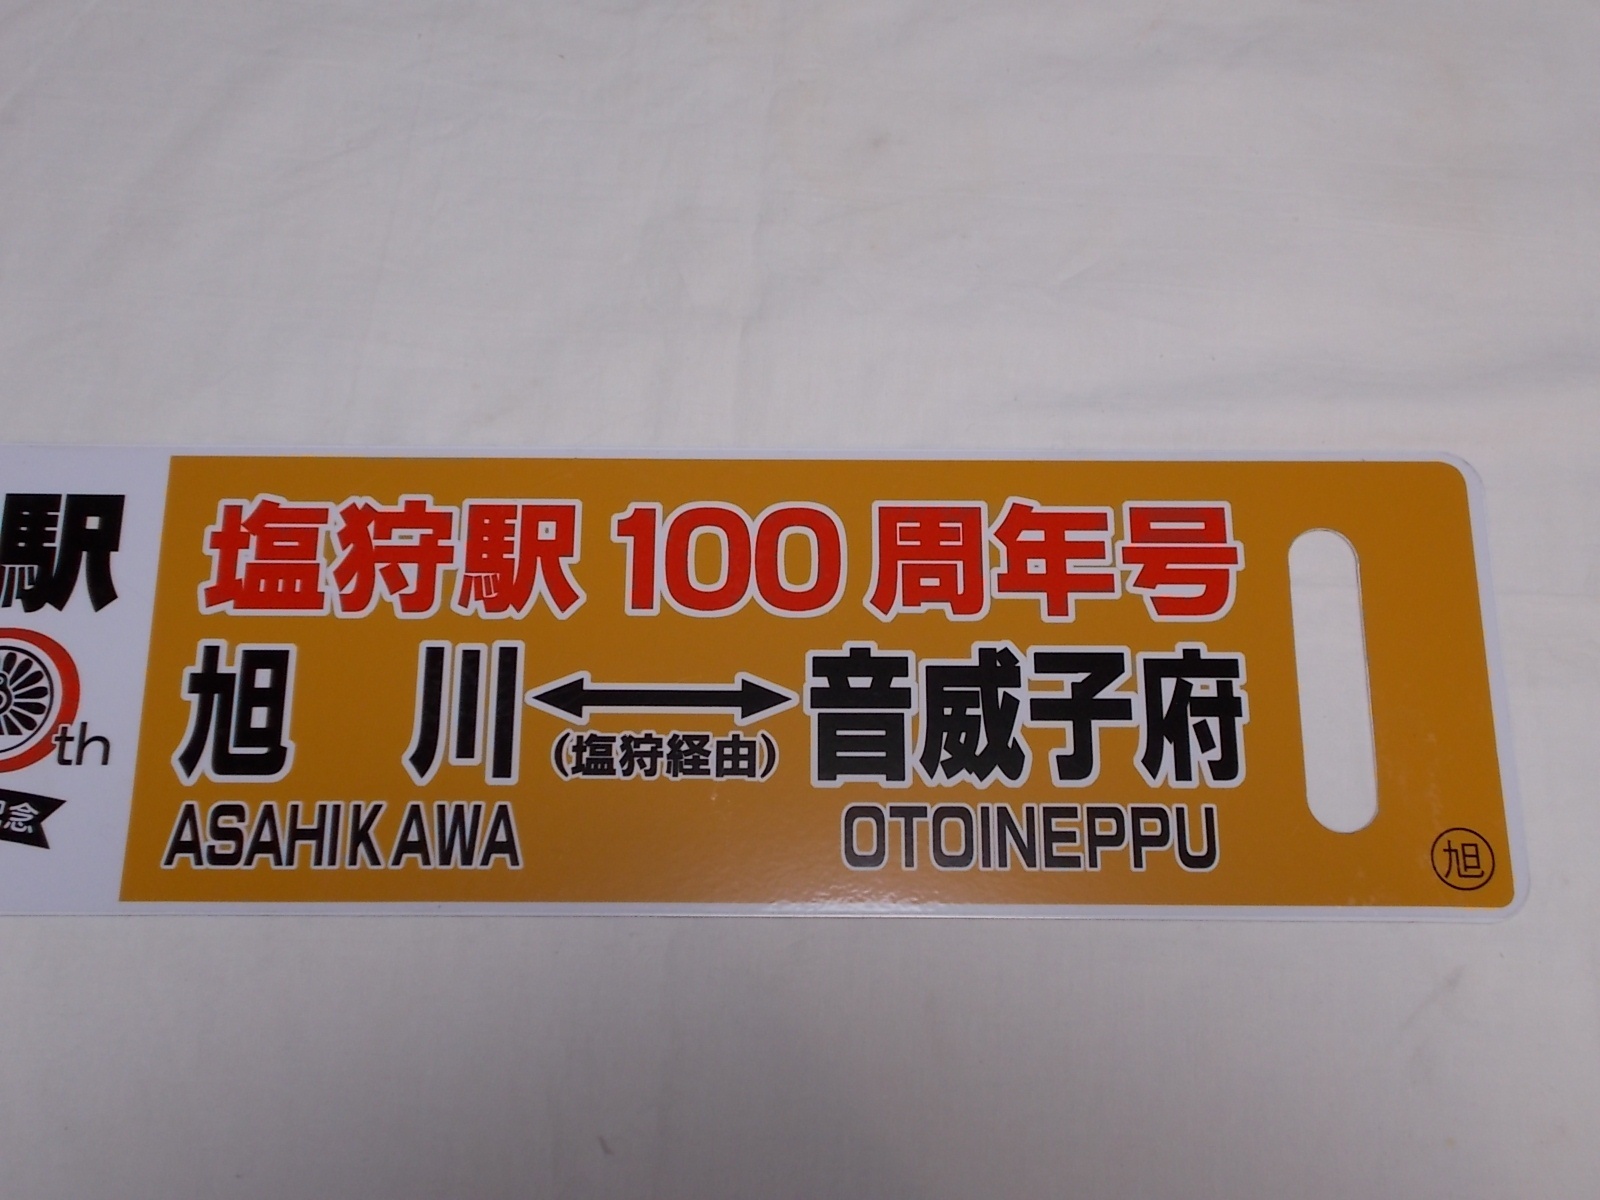 駅
th
念
塩狩駅 100 周年号
旭 川 ↔ 音威子府
(塩狩経由)
ASAHIKAWA OTOINEPPU
旭